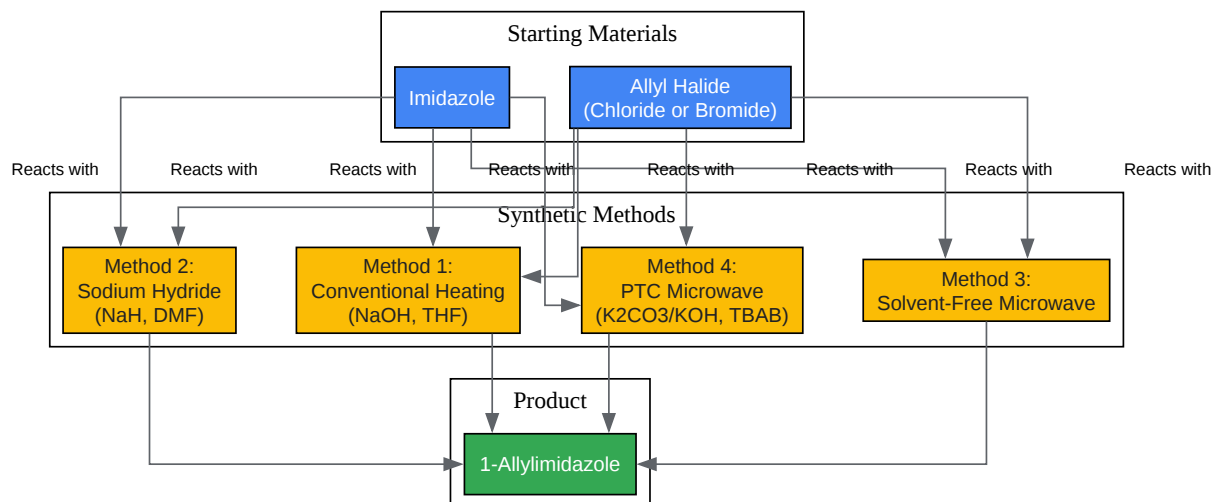 Starting Materials
Imidazole
Allyl Halide
(Chloride or Bromide)
Reacts with
Reacts with
Reacts with
Reacts with
Reacts with
Reacts with
Reacts with
Reacts with
Synthetic Methods
Method 2:
Sodium Hydride
(NaH, DMF)
Method 1:
Conventional Heating
(NaOH, THF)
Method 4:
PTC Microwave
(K2CO3/KOH, TBAB)
Method 3:
Solvent-Free Microwave
Product
1-Allylimidazole